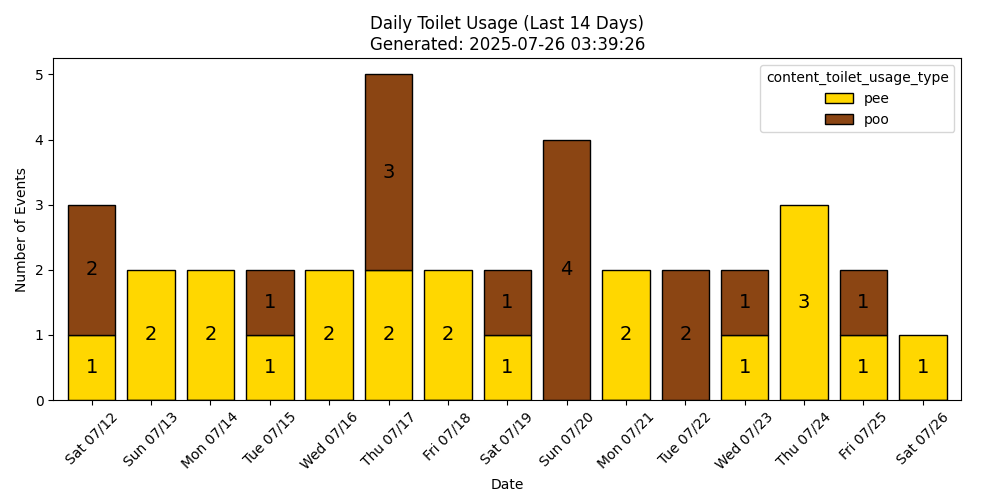 Daily Toilet Usage (Last 14 Days)
Generated: 2025-07-26 03:39:26
content_toilet_usage_type
pee
poo
Number of Events
5
4
3
2
1
0
2
1
2
2
1
1
2
3
2
2
1
1
4
2
2
1
1
3
1
1
1
Sat 07/12
Sun 07/13
Mon 07/14
Tue 07/15
Wed 07/16
Thu 07/17
Fri 07/18
Sat 07/19
Sun 07/20
Mon 07/21
Tue 07/22
Wed 07/23
Thu 07/24
Fri 07/25
Sat 07/26
Date